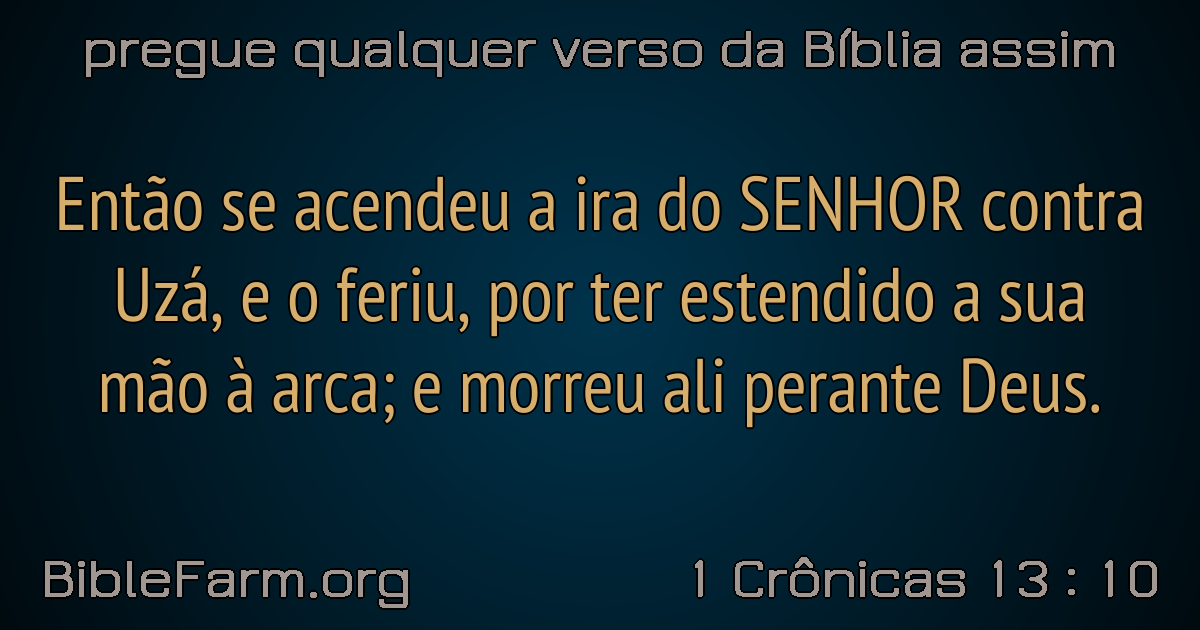 pregue qualquer verso da Bíblia assim
Então se acendeu a ira do SENHOR contra
Uzá, e o feriu, por ter estendido a sua
mão à arca; e morreu ali perante Deus.
BibleFarm.org
1 Crônicas 13 : 10